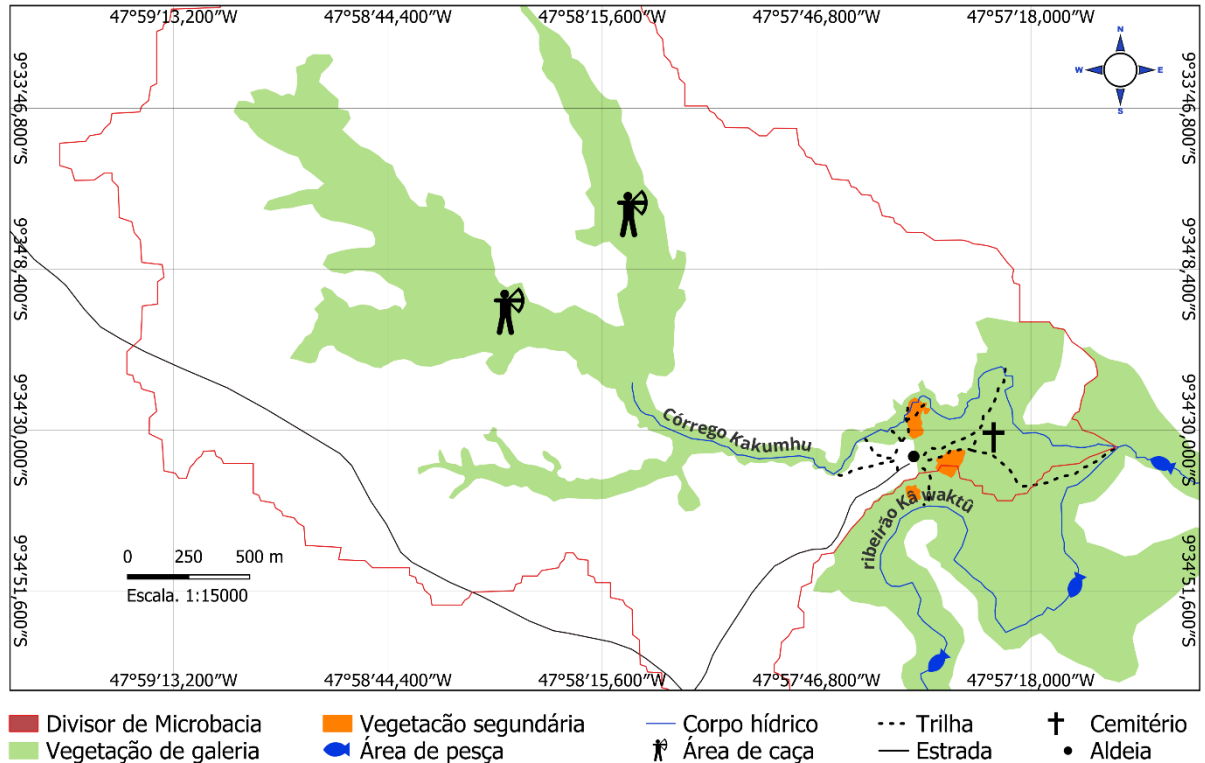 47°59'13,200"W 47°58'44,400"W 47°58'15,600"W 47°57'46,800"W 47°57'18,000"W
N
W E
S
9°33'46,800"S 9°33'46,800"S
9°34'8,400"S 9°34'8,400"S
9°34'30,000"S 9°34'30,000"S
Córrego Kakumhu
ribeirão Kâ waktû
0 250 500 m
Escala. 1:15000
9°34'51,600"S 9°34'51,600"S
47°59'13,200"W 47°58'44,400"W 47°58'15,600"W 47°57'46,800"W 47°57'18,000"W
Divisor de Microbacia Vegetacão segundária Corpo hídrico Trilha Cemitério
Vegetação de galeria Área de pesça Área de caça Estrada Aldeia